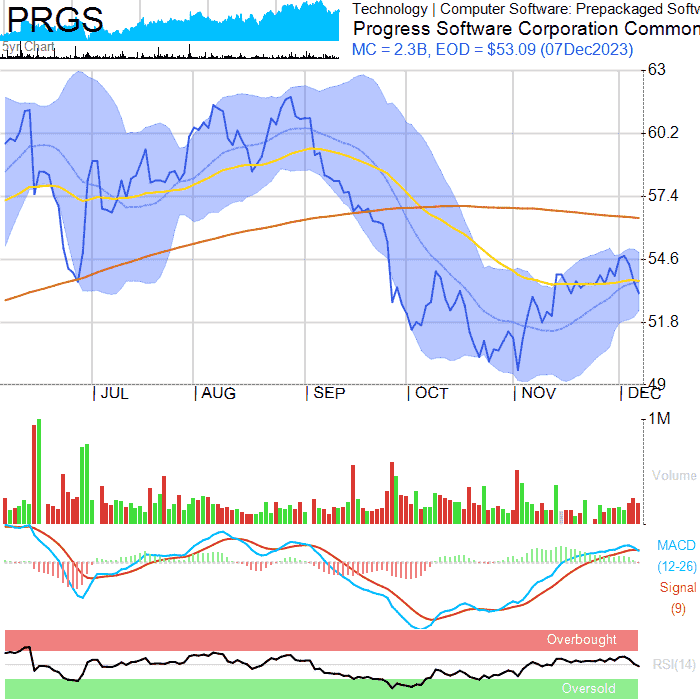 PRGS
5yr Chart
Technology | Computer Software: Prepackaged Softw
Progress Software Corporation Common
MC = 2.3B, EOD = $53.09 (07Dec2023)
63
60.2
57.4
54.6
51.8
49
JUL AUG SEP OCT NOV DEC
1M
Volume
MACD
(12-26)
Signal
(9)
Overbought
RSI(14)
Oversold